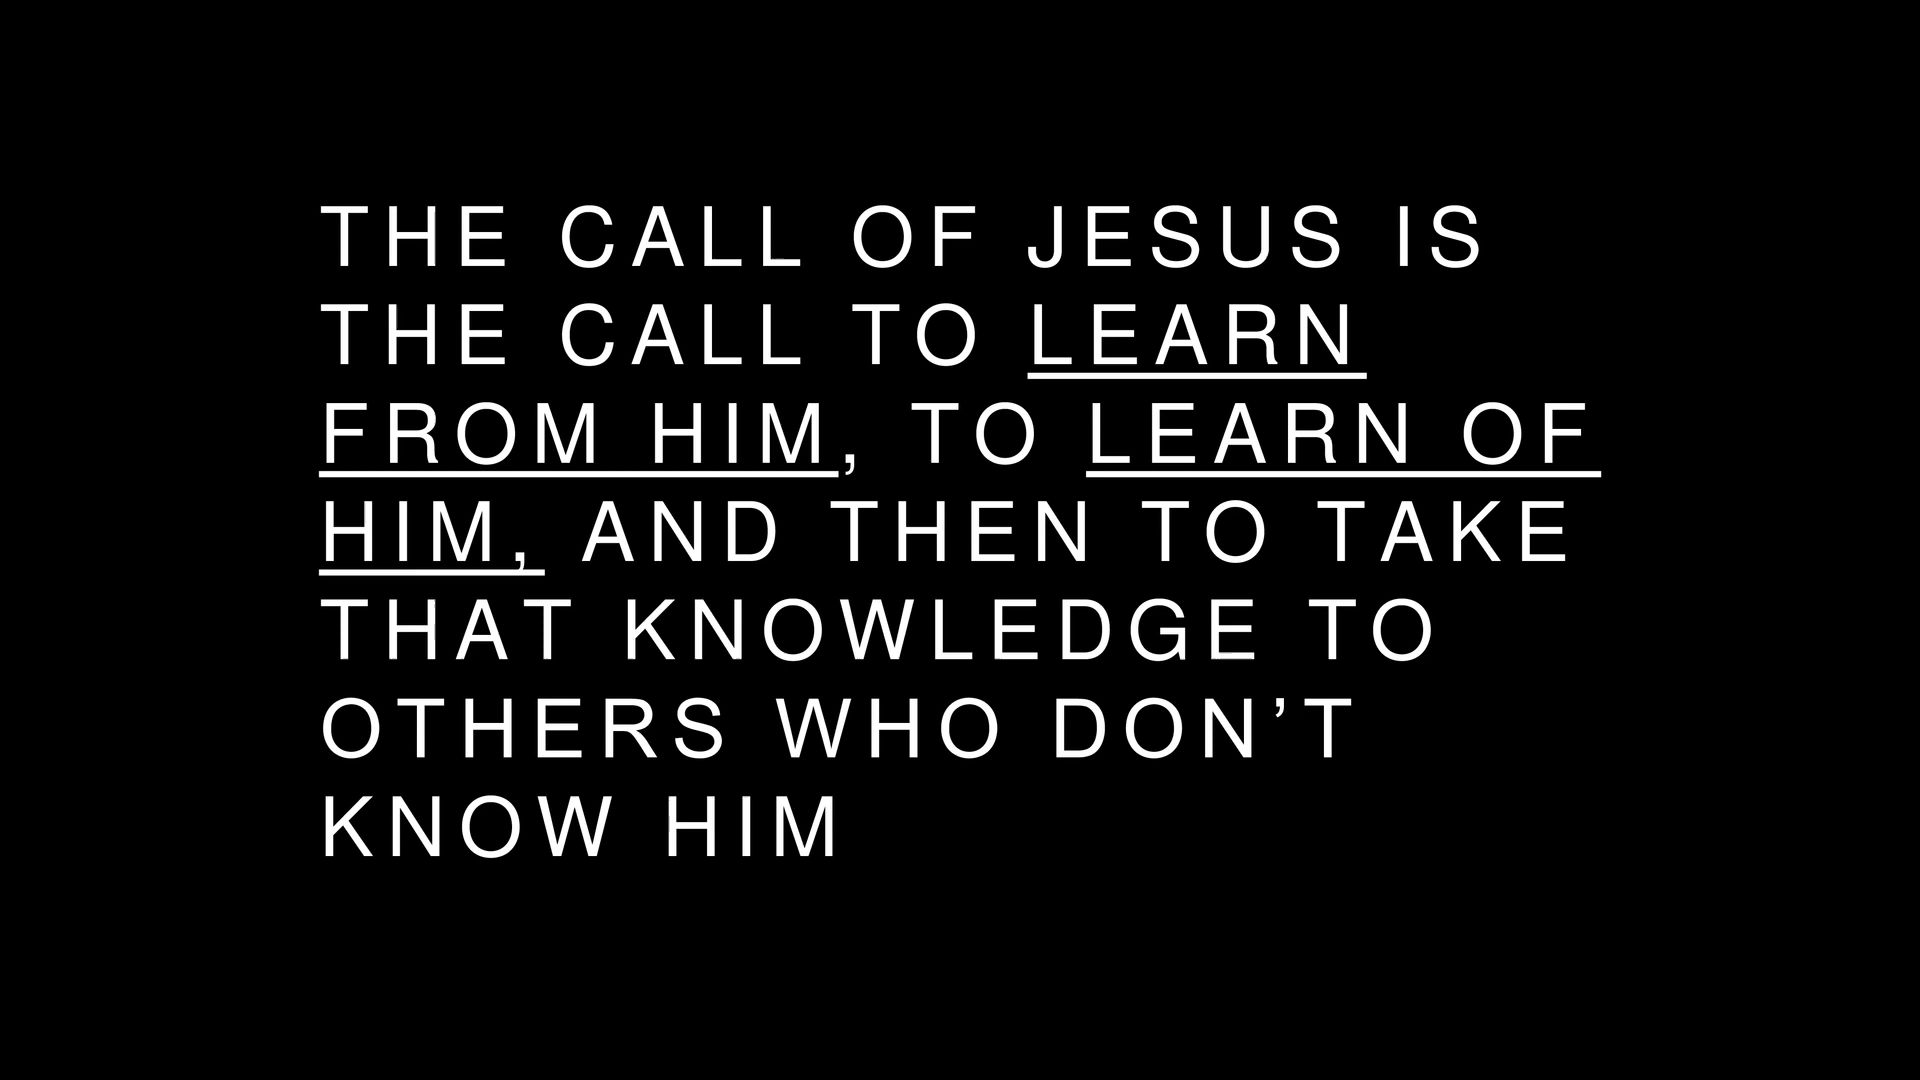 THE CALL OF JESUS IS
THE CALL TO LEARN
FROM HIM, TO LEARN OF
HIM, AND THEN TO TAKE
THAT KNOWLEDGE TO
OTHERS WHO DON’T
KNOW HIM